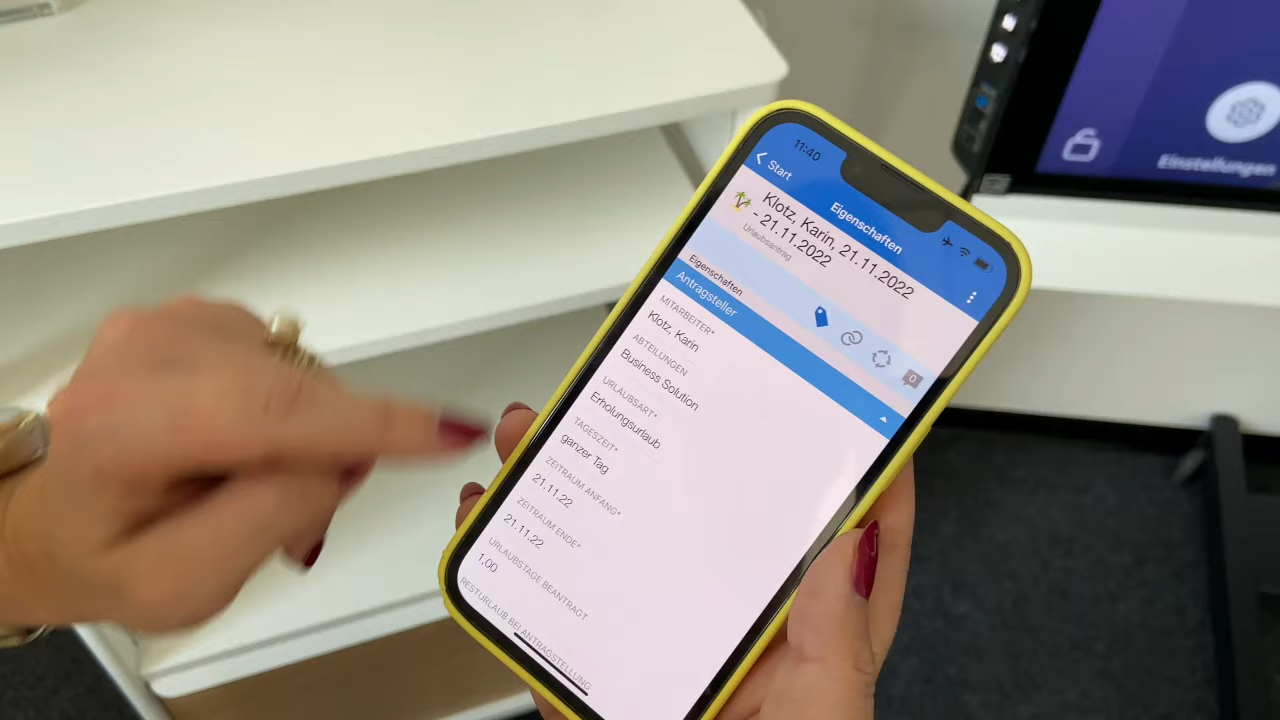 11:40
Start
Eigenschaften
Klotz, Karin, 21.11.2022
- 21.11.2022
Urlaubsantrag
Eigenschaften
0
Antragsteller
MITARBEITER*
Klotz, Karin
ABTEILUNGEN
Business Solution
URLAUBSART*
Erholungsurlaub
TAGESZEIT*
ganzer Tag
ZEITRAUM ANFANG*
21.11.22
ZEITRAUM ENDE*
21.11.22
URLAUBSTAGE BEANTRAGT
1,00
RESTURLAUB BEI ANTRAGSTELLUNG
Einstellungen